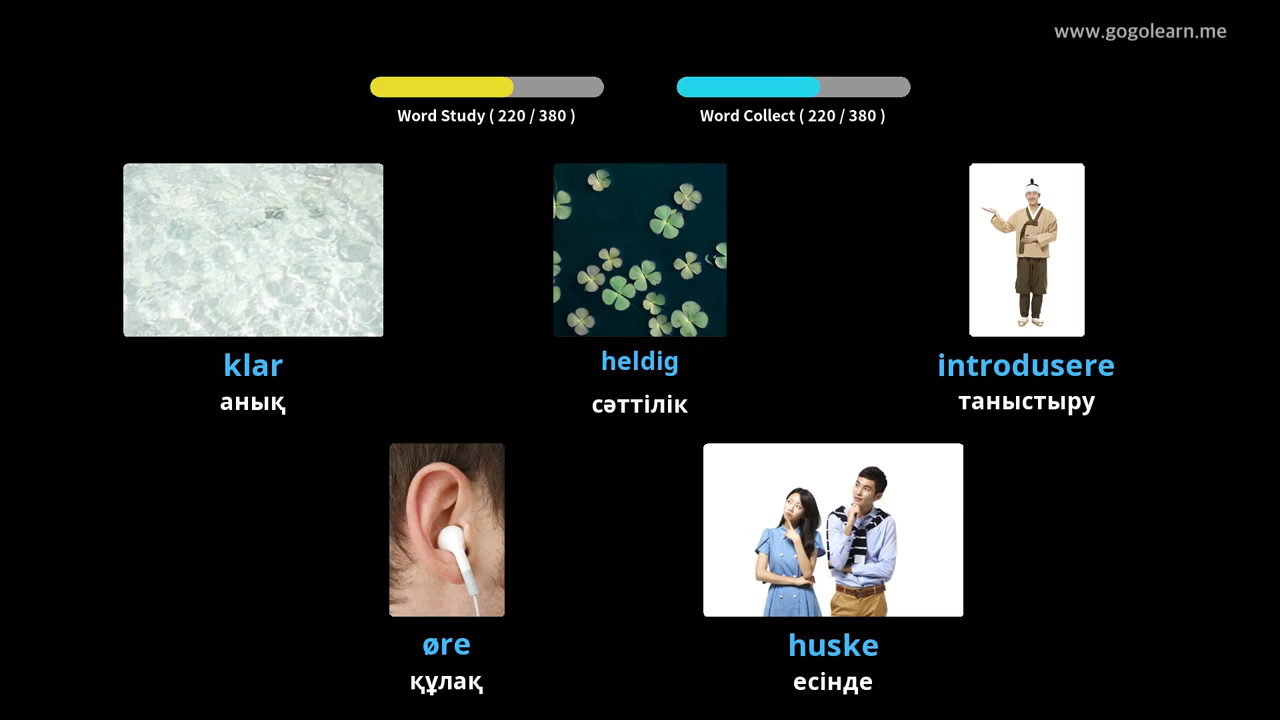 www.gogolearn.me
Word Study ( 220 / 380 )
Word Collect ( 220 / 380 )
klar
анық
heldig
сәттілік
introdusere
таныстыру
øre
құлақ
huske
есінде